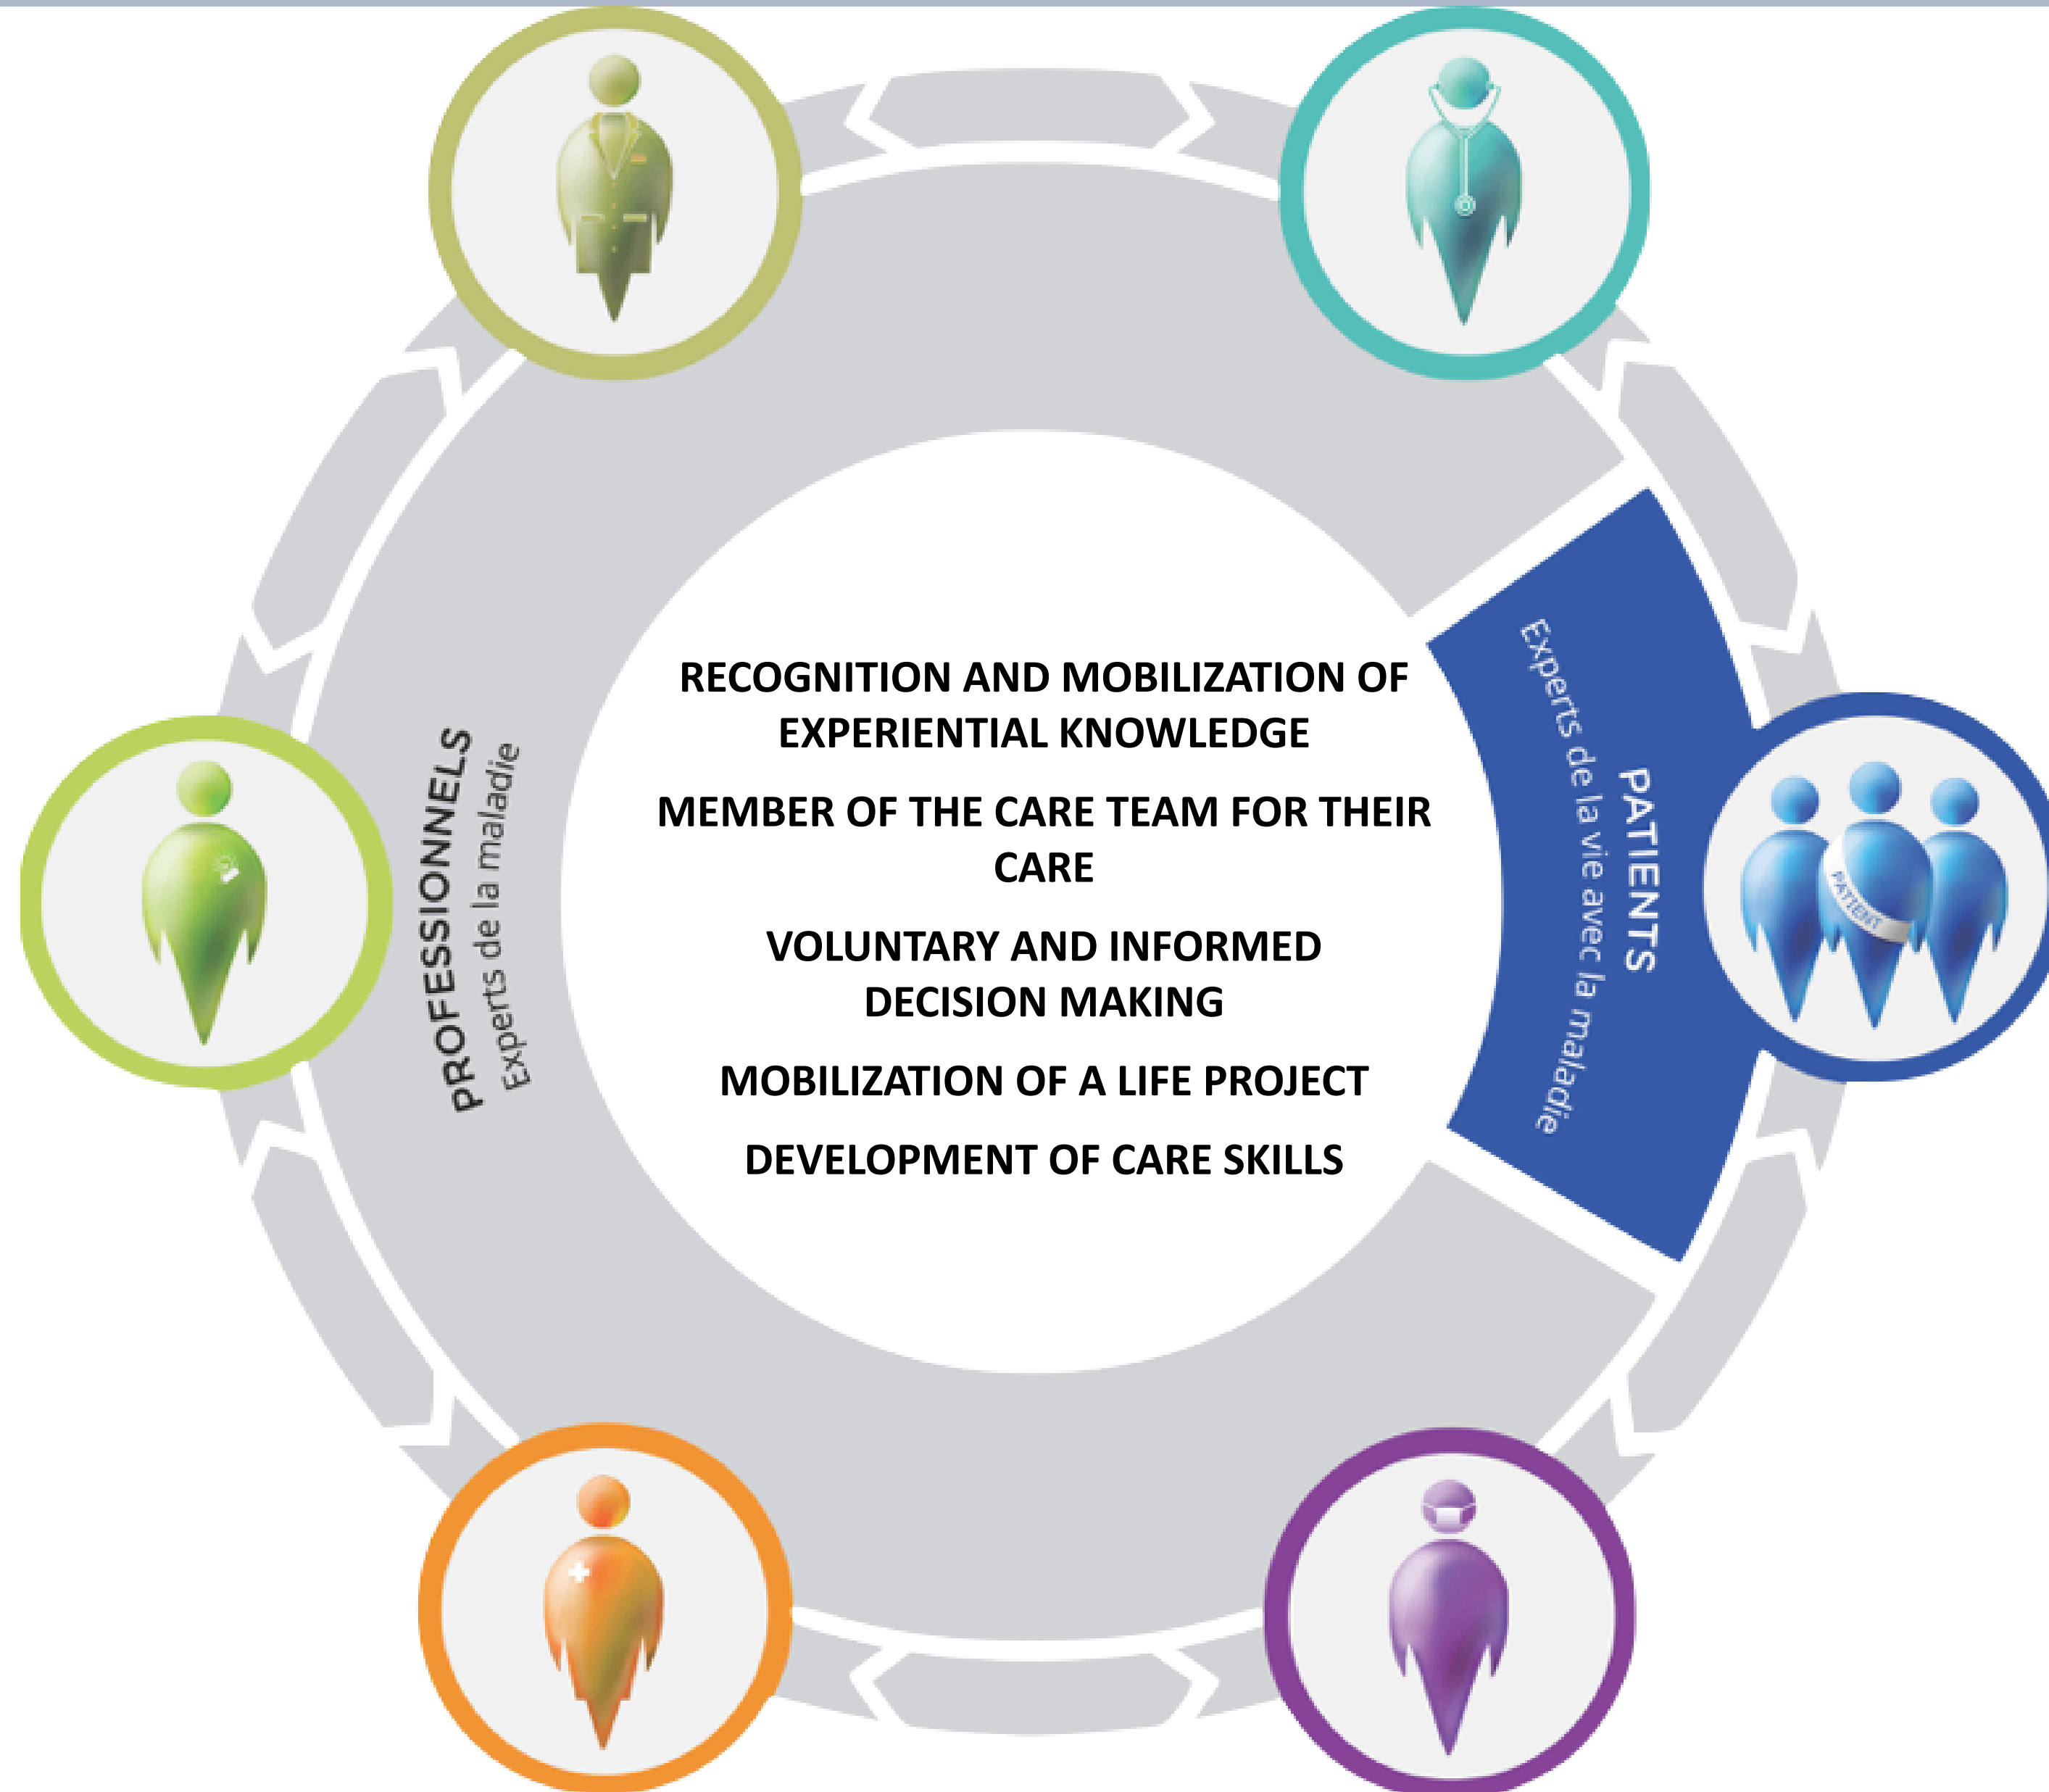 RECOGNITION AND MOBILIZATION OF
EXPERIENTIAL KNOWLEDGE
MEMBER OF THE CARE TEAM FOR THEIR
CARE
VOLUNTARY AND INFORMED
DECISION MAKING
MOBILIZATION OF A LIFE PROJECT
DEVELOPMENT OF CARE SKILLS
PROFESSIONNELS
Experts de la maladie
PATIENTS
Experts de la vie avec la maladie
PATIENT